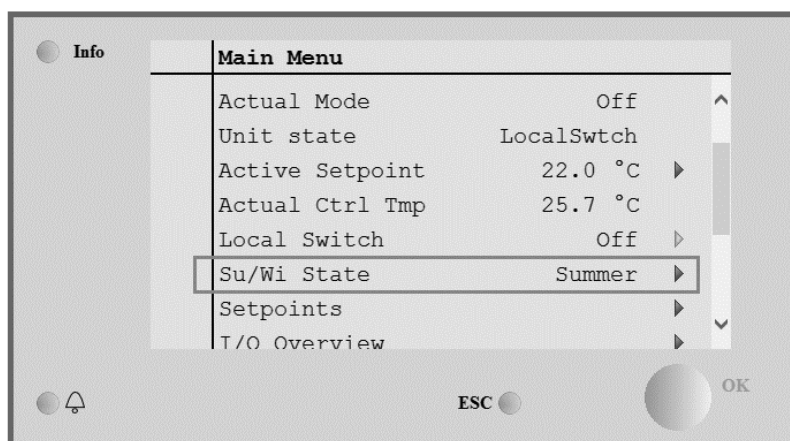 Info
Main Menu
Actual Mode Off
Unit state LocalSwtch
Active Setpoint 22.0 °C
Actual Ctrl Tmp 25.7 °C
Local Switch Off
Su/Wi State Summer
Setpoints
I/O Overview
ESC OK